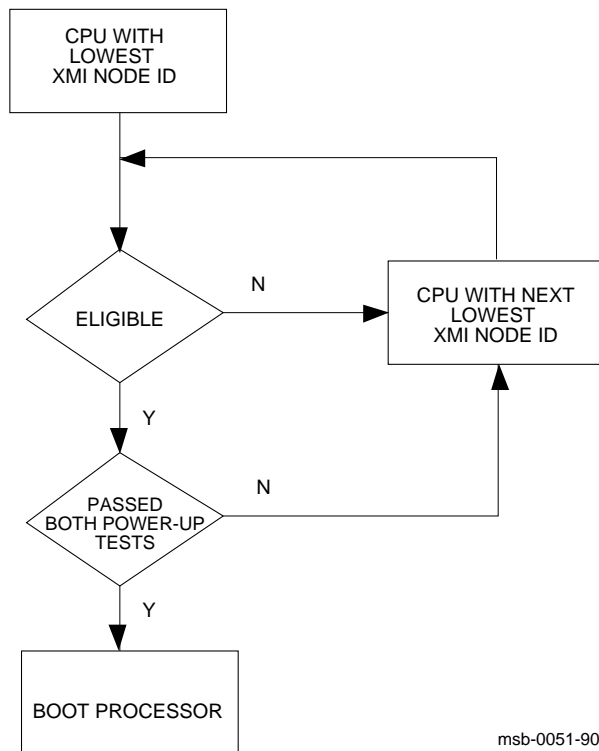 CPU WITH
LOWEST
XMI NODE ID
N
ELIGIBLE
CPU WITH NEXT
LOWEST
XMI NODE ID
Y
N
PASSED
BOTH POWER-UP
TESTS
Y
BOOT PROCESSOR
msb-0051-90